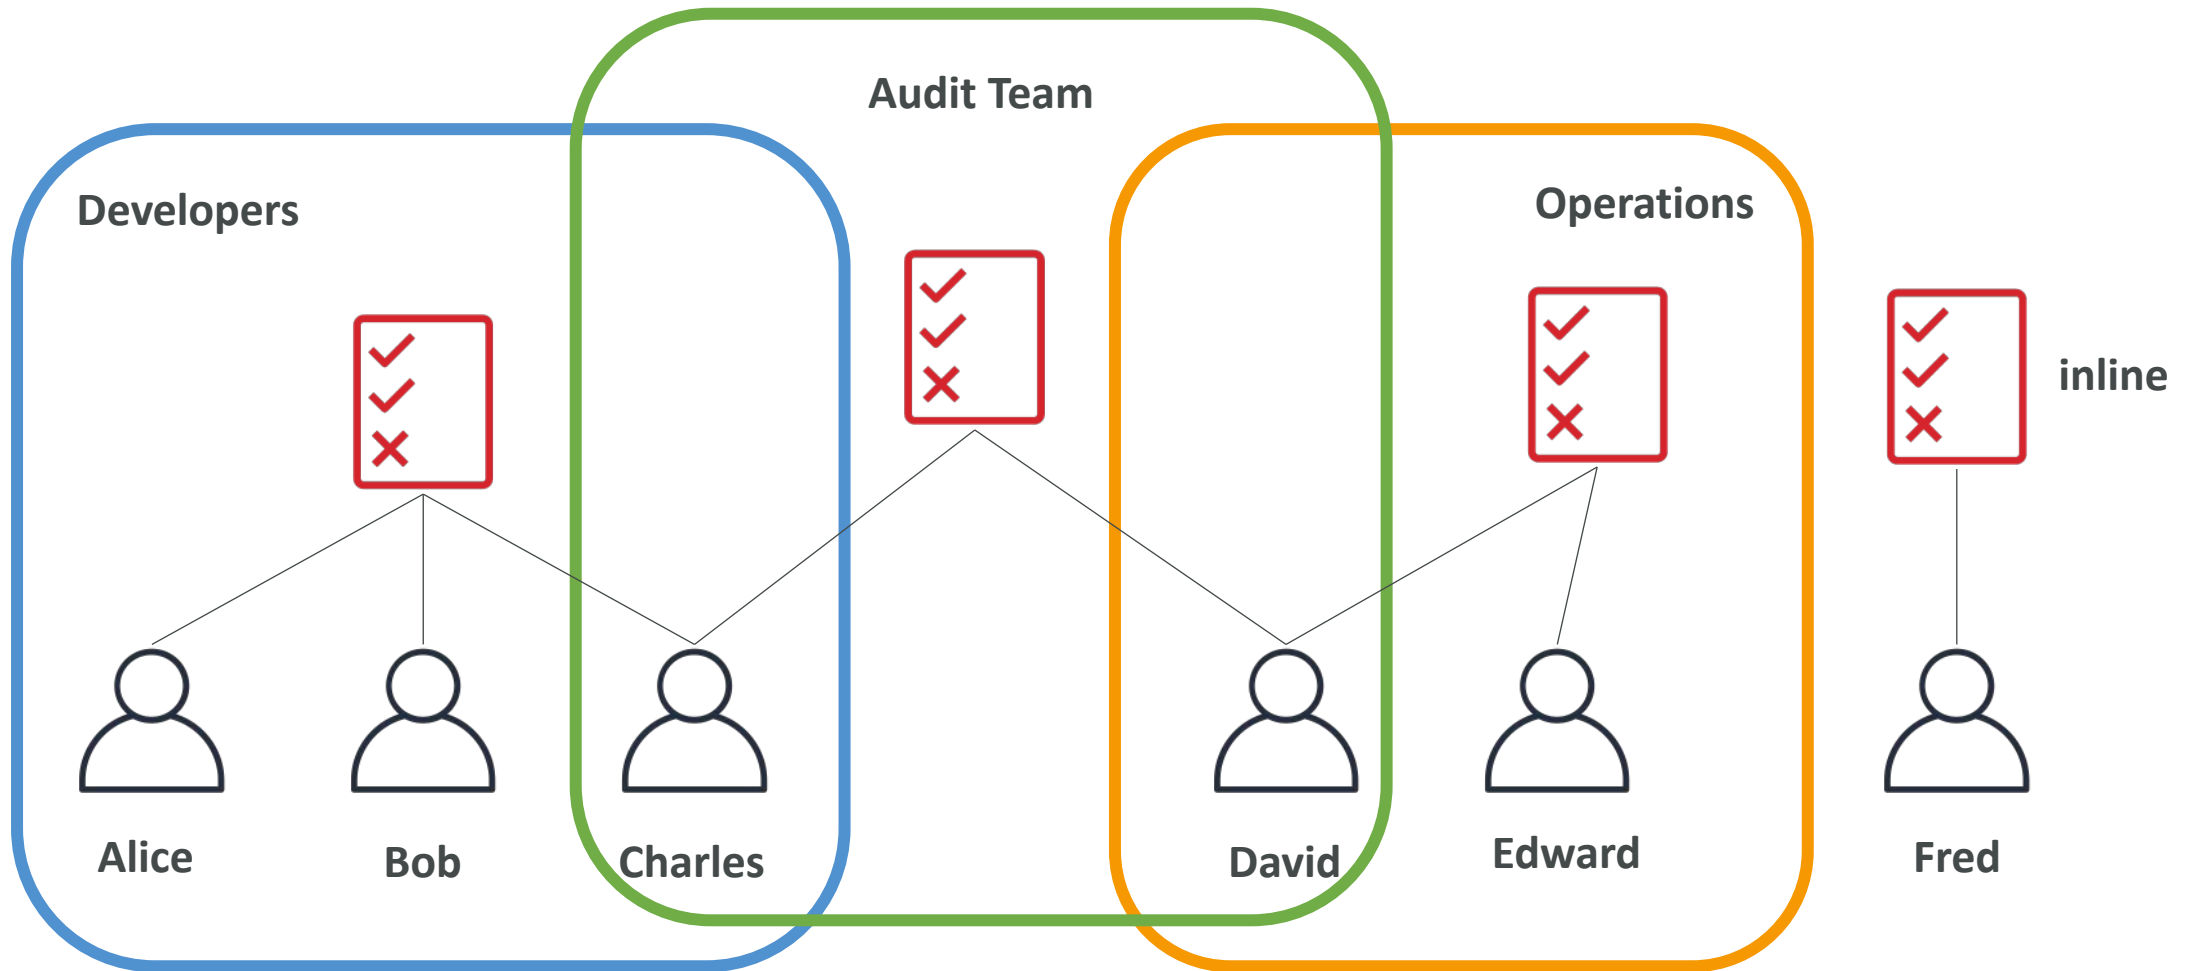 Audit Team
Developers
Operations
inline
Alice
Bob
Charles
David
Edward
Fred